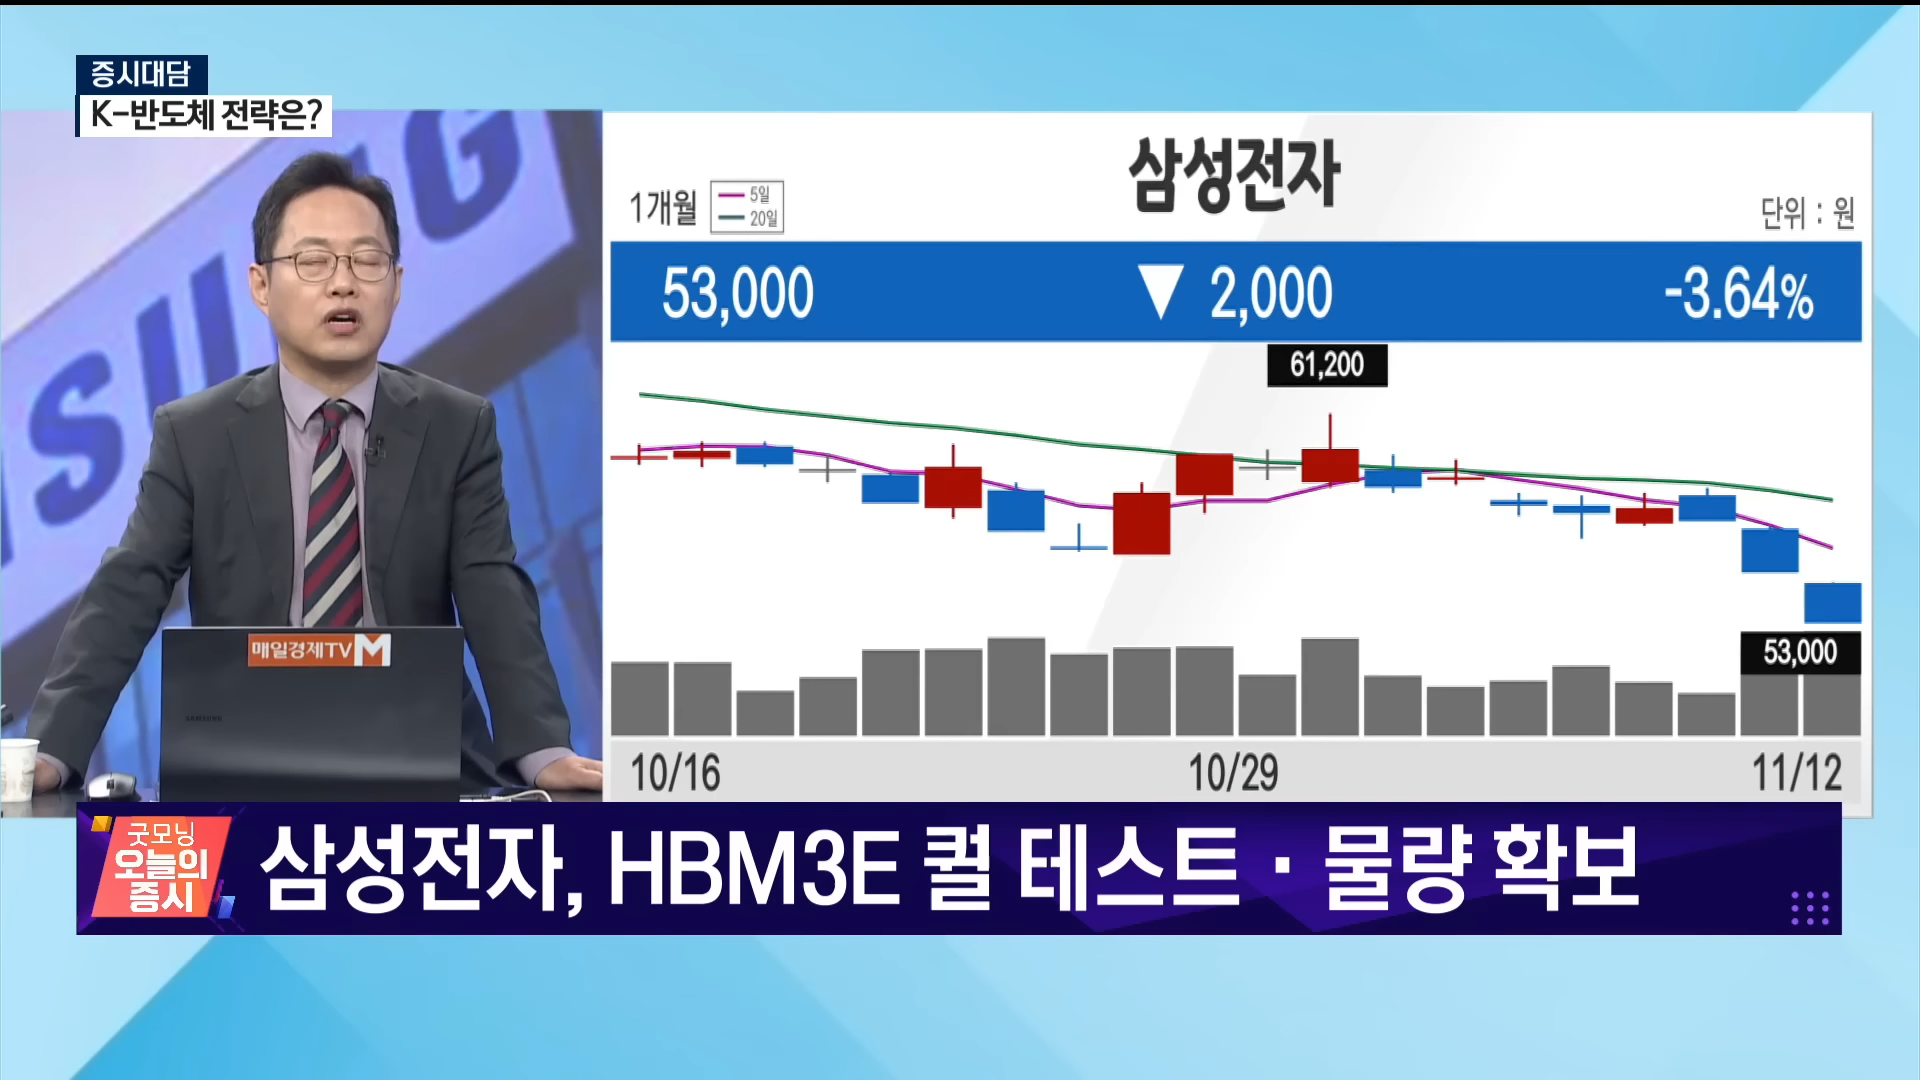 증시대담
K-반도체 전략은?
SUNG
삼성전자
1개월
5일
20일
단위 : 원
53,000 ▼ 2,000 -3.64%
61,200
53,000
10/16 10/29 11/12
매일경제TV M
SAMSUNG
굿모닝
오늘의
증시
삼성전자, HBM3E 퀄 테스트·물량 확보